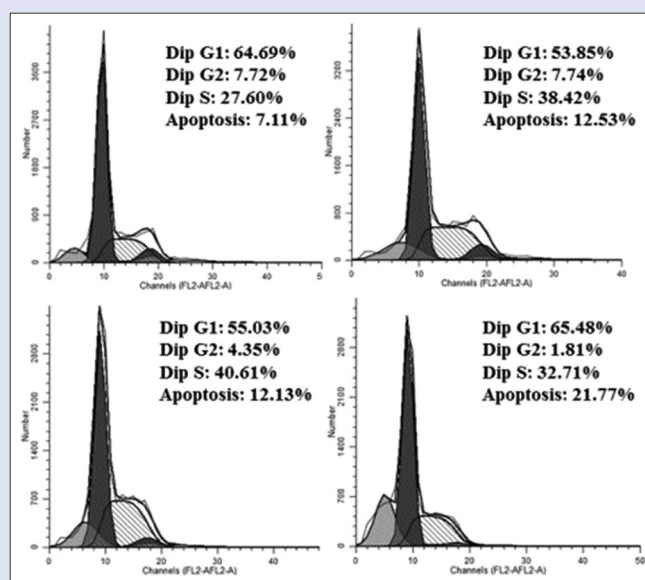 Dip G1: 64.69%
Dip G2: 7.72%
Dip S: 27.60%
Apoptosis: 7.11%
Number
0 900 1800 2700 3600
0 10 20 30 40 50
Channels (FL2-AFL2-A)
Dip G1: 53.85%
Dip G2: 7.74%
Dip S: 38.42%
Apoptosis: 12.53%
Number
0 800 1600 2400 3200
0 10 20 30 40
Channels (FL2-AFL2-A)
Dip G1: 55.03%
Dip G2: 4.35%
Dip S: 40.61%
Apoptosis: 12.13%
Number
0 700 1400 2100 2800
0 10 20 30 40
Channels (FL2-AFL2-A)
Dip G1: 65.48%
Dip G2: 1.81%
Dip S: 32.71%
Apoptosis: 21.77%
Number
0 700 1400 2100 2800
0 10 20 30 40 50
Channels (FL2-AFL2-A)